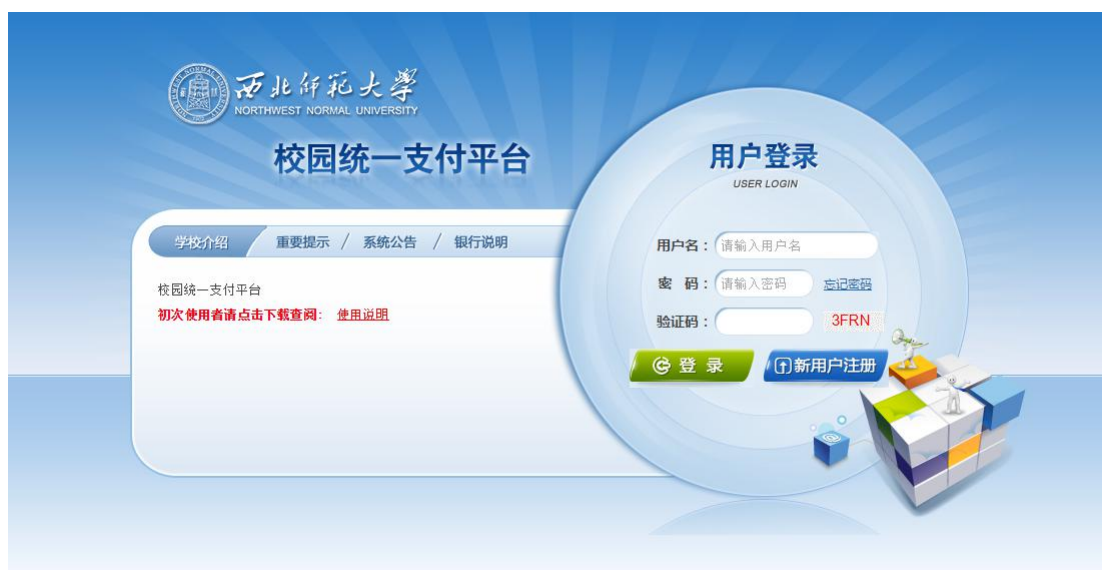 西北师范大学
NORTHWEST NORMAL UNIVERSITY
校园统一支付平台
学校介绍 / 重要提示 / 系统公告 / 银行说明
校园统一支付平台
初次使用者请点击下载查阅： 使用说明
用户登录
USER LOGIN
用户名： 请输入用户名
密 码： 请输入密码 忘记密码
验证码： 3FRN
登 录 新用户注册